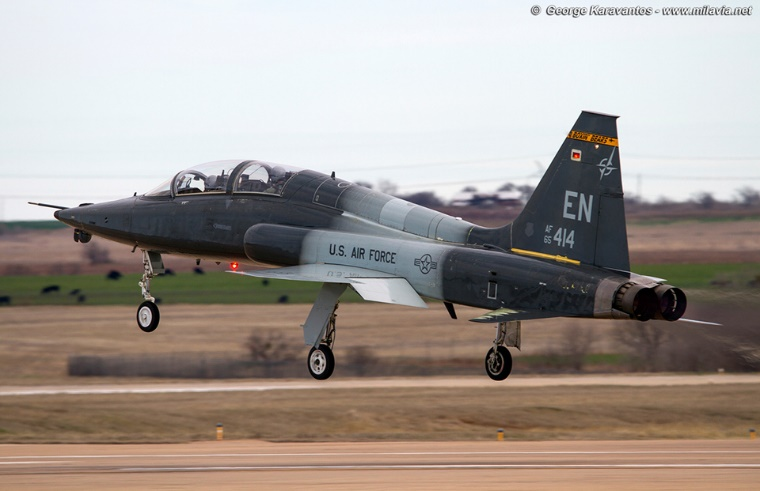 © George Karavantos - www.milavia.net
EN
AF
65
414
U.S. AIR FORCE